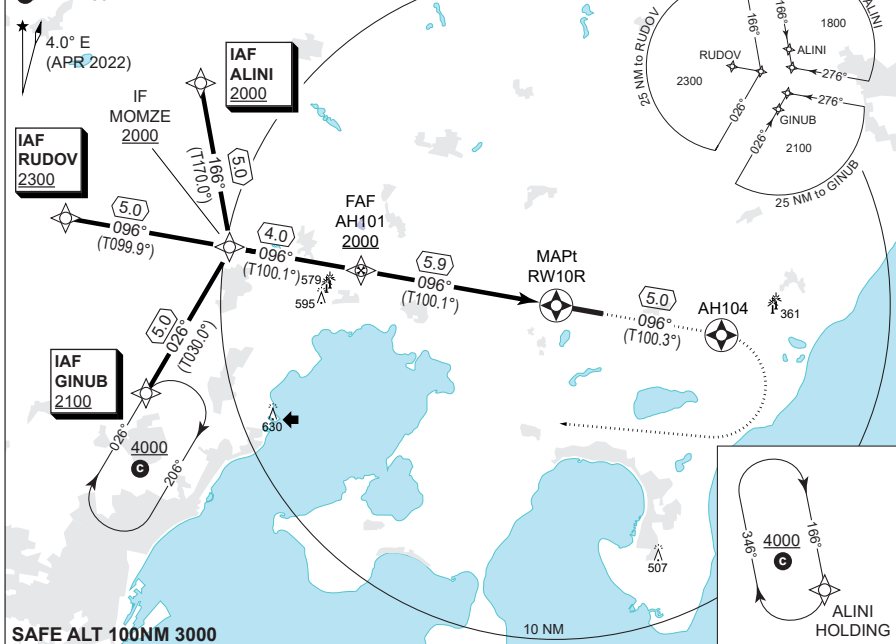 4.0° E
(APR 2022)
IAF
ALINI
2000
IF
MOMZE
2000
IAF
RUDOV
2300
5.0
166°
(T170.0°)
5.0
096°
(T099.9°)
4.0
096°
(T100.1°)
FAF
AH101
2000
579
595
5.9
096°
(T100.1°)
MAPt
RW10R
5.0
096°
(T100.3°)
AH104
361
5.0
026°
(T030.0°)
IAF
GINUB
2100
026°
4000
C
206°
630
507
10 NM
SAFE ALT 100NM 3000
25 NM to RUDOV
166°
RUDOV
2300
026°
166°
ALINI
1800
ALINI
276°
276°
GINUB
026°
2100
25 NM to GINUB
346°
4000
C
166°
ALINI
HOLDING